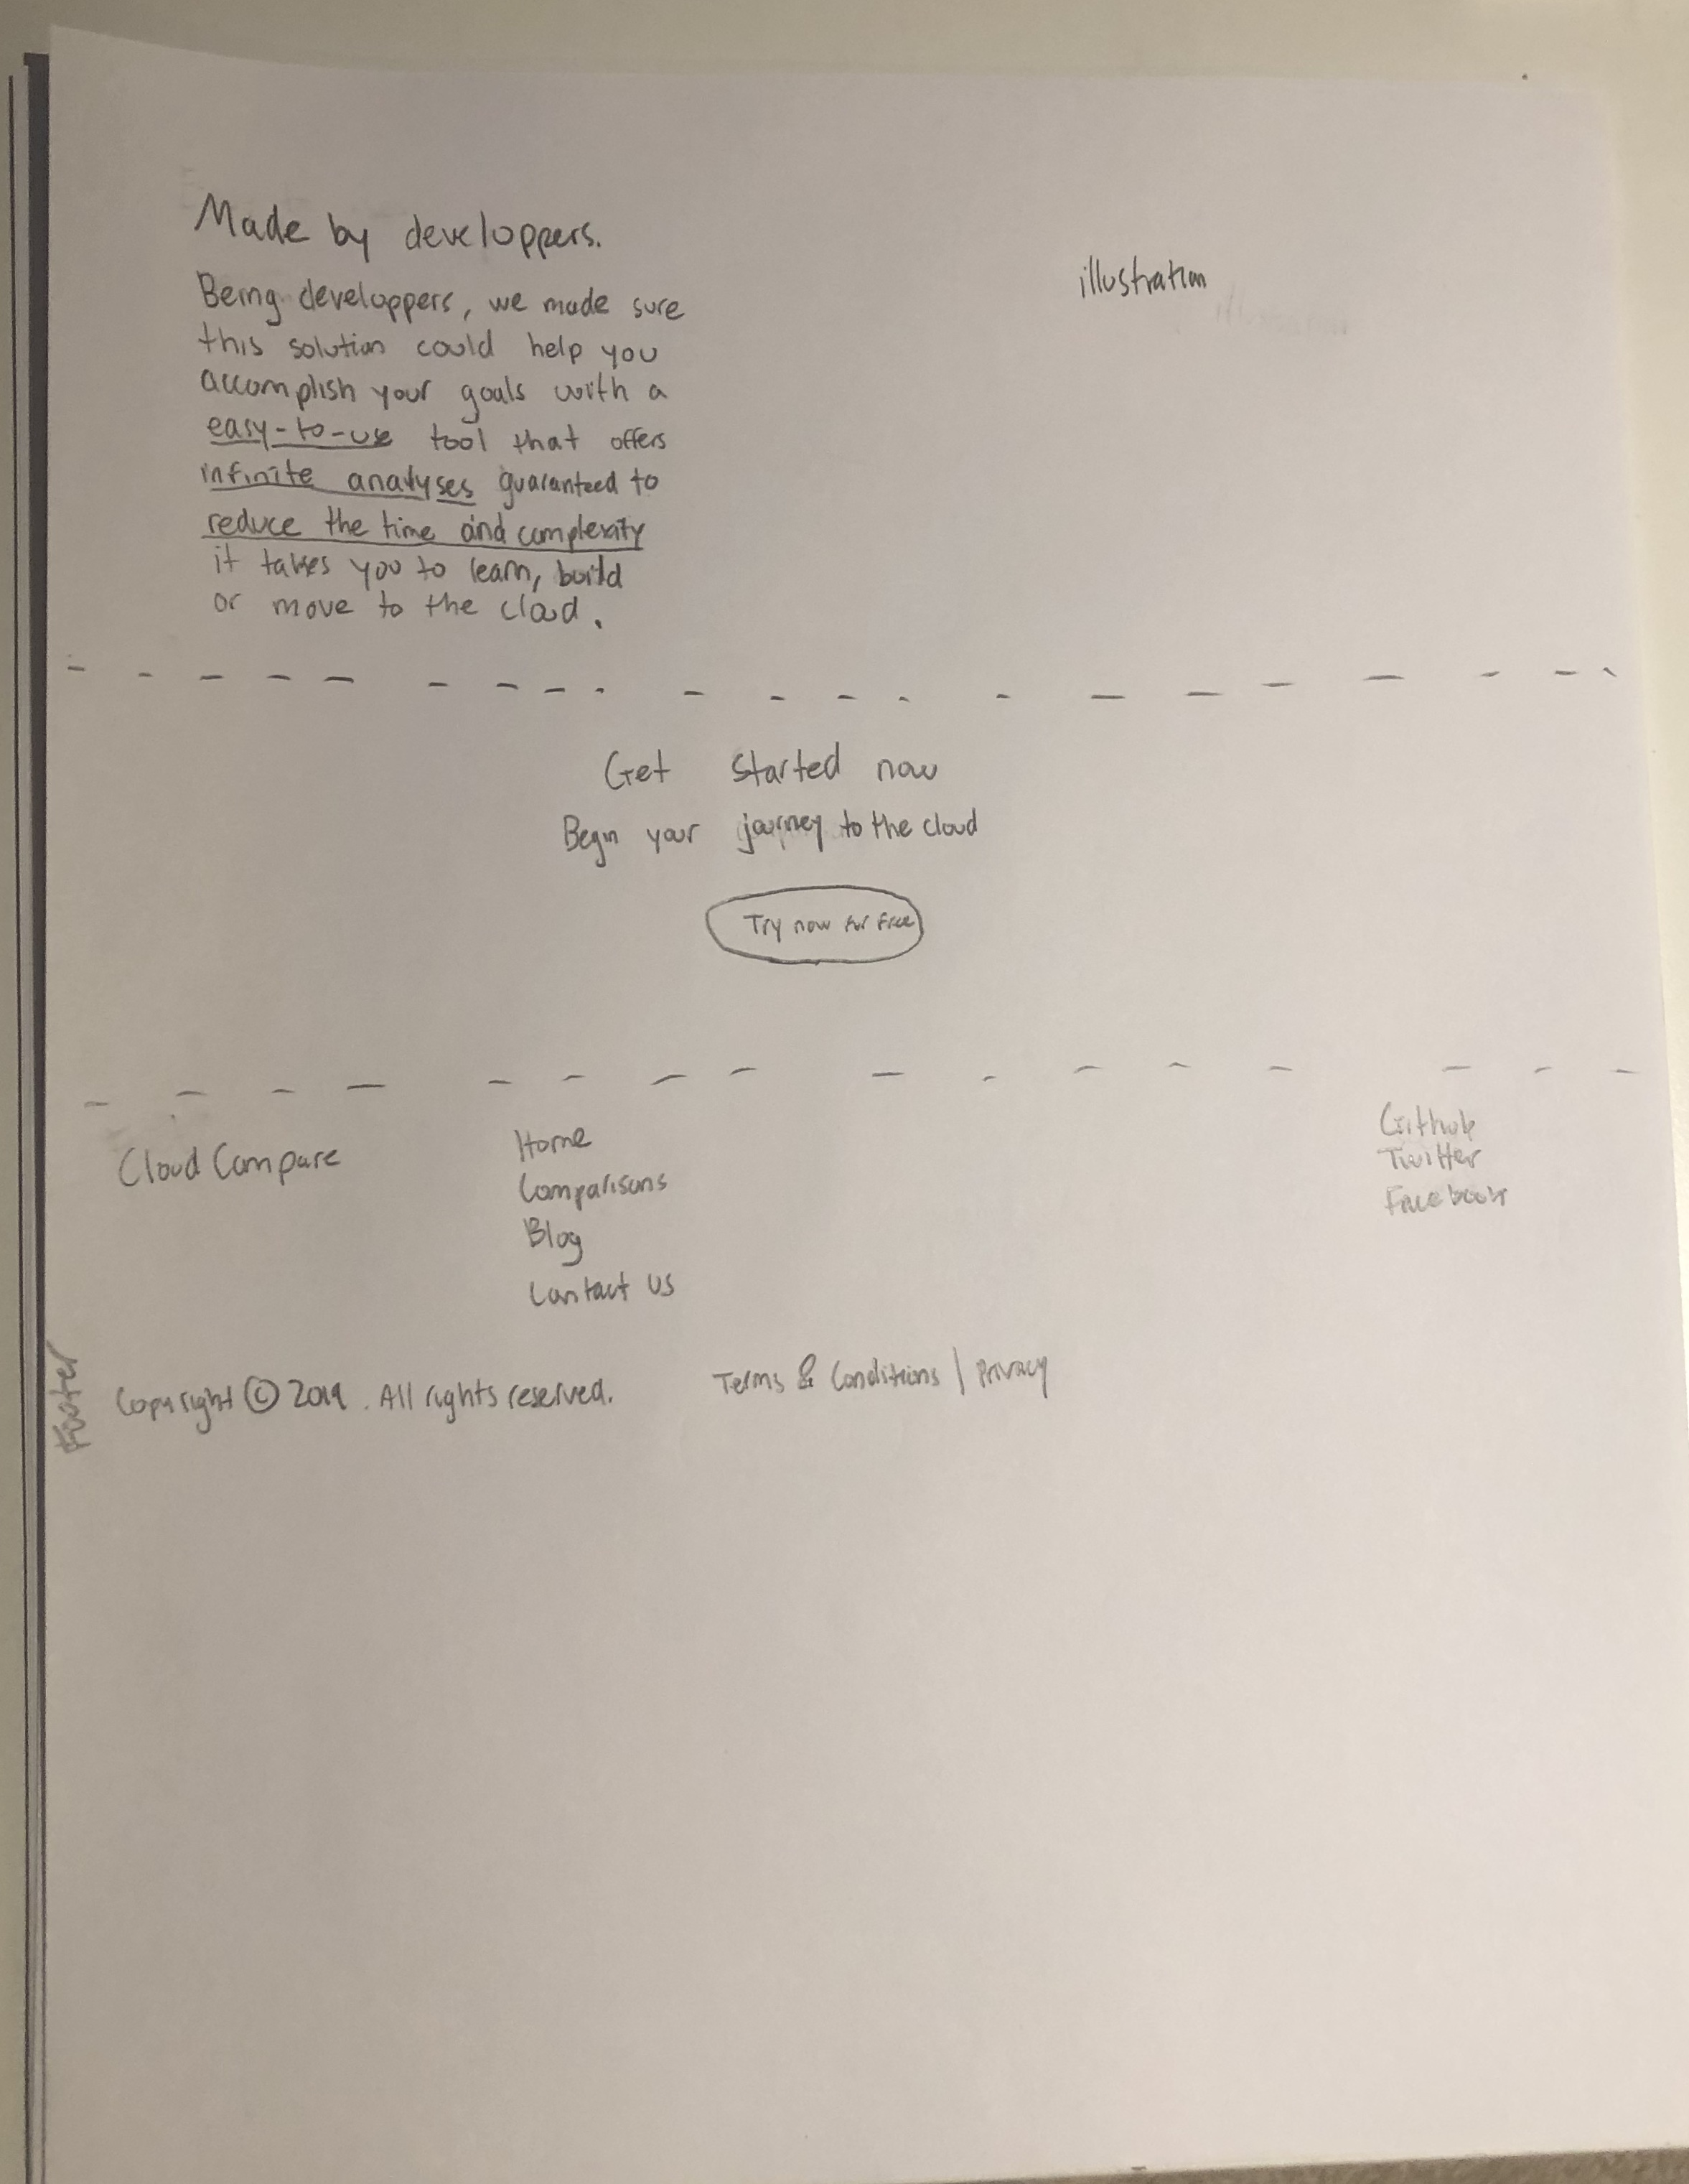 Made by developpers.
illustration
Being developpers, we made sure
this solution could help you
accomplish your goals with a
easy-to-use tool that offers
infinite analyses guaranteed to
reduce the time and complexity
it takes you to learn, build
or move to the cloud.
Get started now
Begin your journey to the cloud
Try now for free
Cloud Compare
Home
Comparisons
Blog
Contact us
Github
Twitter
Facebook
Footer
Copyright © 2019. All rights reserved.
Terms & Conditions | Privacy